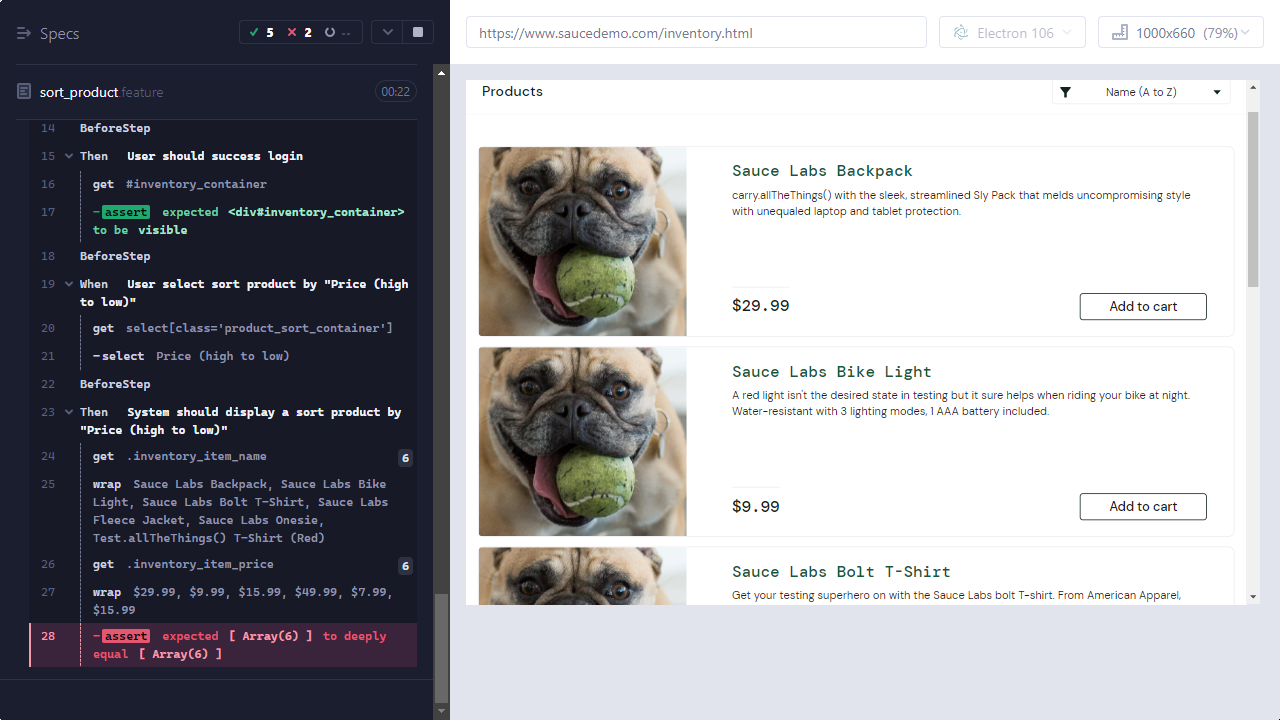 Specs
5
2
--
sort_product.feature
00:22
14 BeforeStep
15 Then User should success login
16 get #inventory_container
17 -assert expected <div#inventory_container>
to be visible
18 BeforeStep
19 When User select sort product by "Price (high
to low)"
20 get select[class='product_sort_container']
21 -select Price (high to low)
22 BeforeStep
23 Then System should display a sort product by
"Price (high to low)"
24 get .inventory_item_name 6
25 wrap Sauce Labs Backpack, Sauce Labs Bike
Light, Sauce Labs Bolt T-Shirt, Sauce Labs
Fleece Jacket, Sauce Labs Onesie,
Test.allTheThings() T-Shirt (Red)
26 get .inventory_item_price 6
27 wrap $29.99, $9.99, $15.99, $49.99, $7.99,
$15.99
28 -assert expected [ Array(6) ] to deeply
equal [ Array(6) ]
https://www.saucedemo.com/inventory.html
Electron 106
1000x660 (79%)
Products
Name (A to Z)
Sauce Labs Backpack
carry.allTheThings() with the sleek, streamlined Sly Pack that melds uncompromising style
with unequaled laptop and tablet protection.
$29.99
Add to cart
Sauce Labs Bike Light
A red light isn't the desired state in testing but it sure helps when riding your bike at night.
Water-resistant with 3 lighting modes, 1 AAA battery included.
$9.99
Add to cart
Sauce Labs Bolt T-Shirt
Get your testing superhero on with the Sauce Labs bolt T-shirt. From American Apparel,